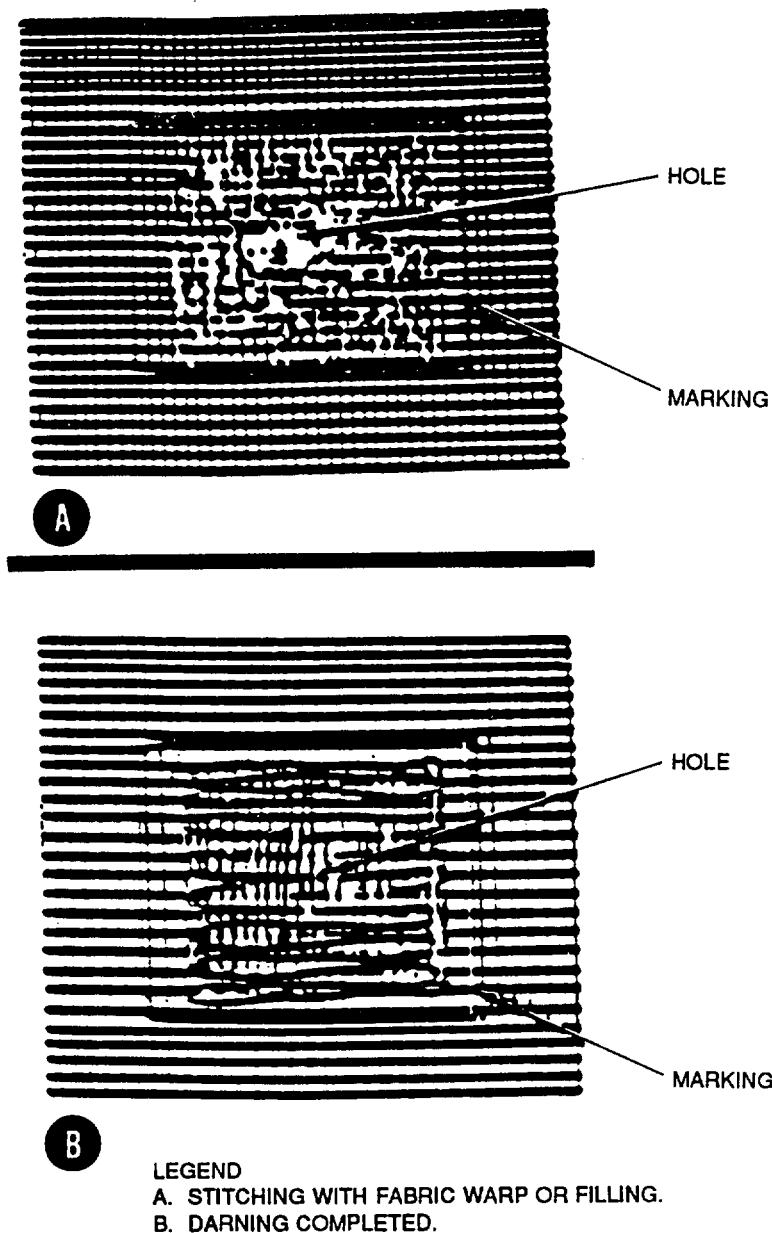 HOLE
MARKING
A
HOLE
MARKING
B
LEGEND
A. STITCHING WITH FABRIC WARP OR FILLING.
B. DARNING COMPLETED.